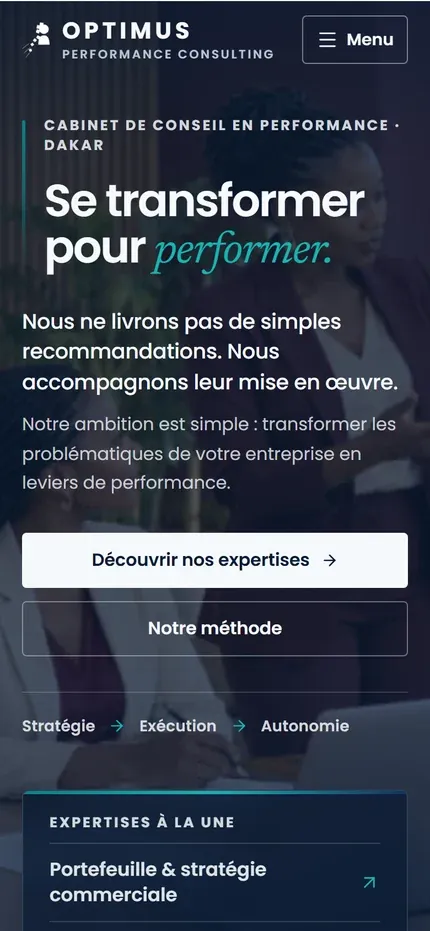 OPTIMUS
PERFORMANCE CONSULTING
Menu
CABINET DE CONSEIL EN PERFORMANCE ·
DAKAR
Se transformer
pour performer.
Nous ne livrons pas de simples
recommandations. Nous
accompagnons leur mise en œuvre.
Notre ambition est simple : transformer les
problématiques de votre entreprise en
leviers de performance.
Découvrir nos expertises →
Notre méthode
Stratégie → Exécution → Autonomie
EXPERTISES À LA UNE
Portefeuille & stratégie
commerciale ↗